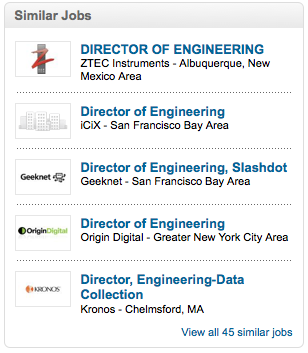 Similar Jobs
DIRECTOR OF ENGINEERING
ZTEC Instruments - Albuquerque, New
Mexico Area
Director of Engineering
iCiX - San Francisco Bay Area
Geeknet
Director of Engineering, Slashdot
Geeknet - San Francisco Bay Area
OriginDigital
Director of Engineering
Origin Digital - Greater New York City Area
KRONOS
Director, Engineering-Data
Collection
Kronos - Chelmsford, MA
View all 45 similar jobs